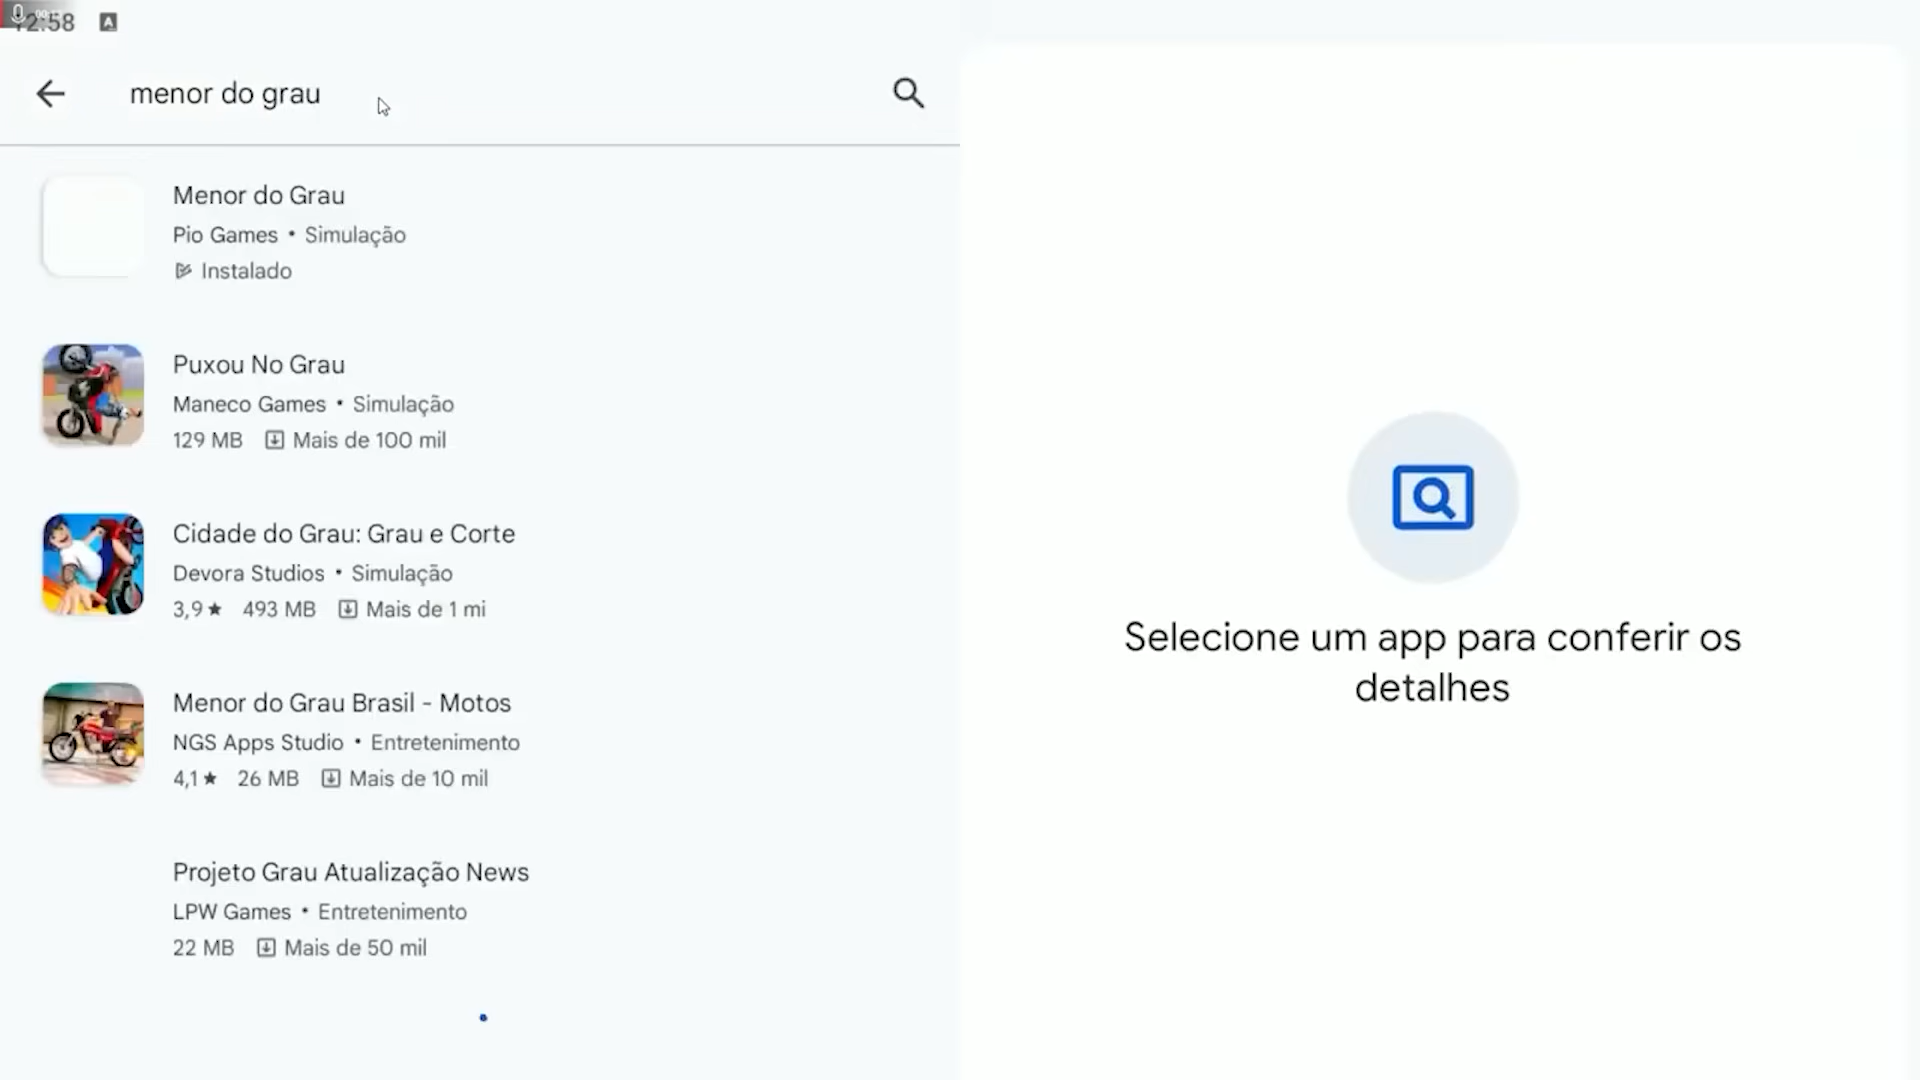 12:58
menor do grau
Menor do Grau
Pio Games • Simulação
Instalado
Puxou No Grau
Maneco Games • Simulação
129 MB Mais de 100 mil
Cidade do Grau: Grau e Corte
Devora Studios • Simulação
3,9★ 493 MB Mais de 1 mi
Menor do Grau Brasil - Motos
NGS Apps Studio • Entretenimento
4,1★ 26 MB Mais de 10 mil
Projeto Grau Atualização News
LPW Games • Entretenimento
22 MB Mais de 50 mil
Selecione um app para conferir os
detalhes